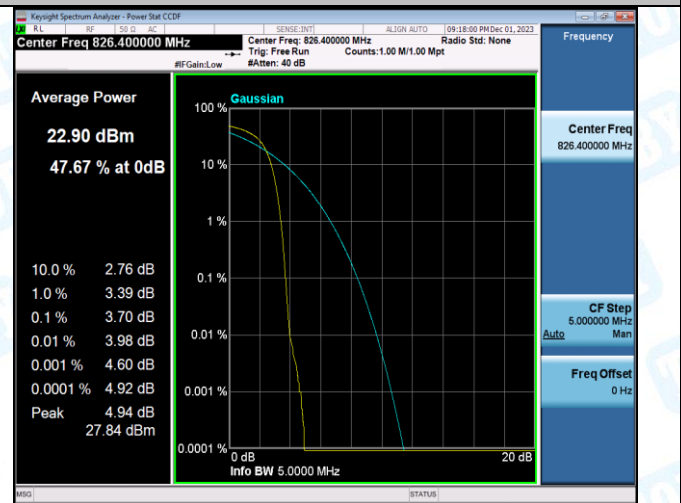 Keysight Spectrum Analyzer - Power Stat CCDF
RL RF 50 Ω AC SENSE:INT ALIGN AUTO 09:18:00 PM Dec 01, 2023
Center Freq 826.400000 MHz
Center Freq: 826.400000 MHz Radio Std: None
Trig: Free Run Counts:1.00 M/1.00 Mpt
#IFGain:Low #Atten: 40 dB
Frequency
Average Power
22.90 dBm
47.67 % at 0dB
10.0 % 2.76 dB
1.0 % 3.39 dB
0.1 % 3.70 dB
0.01 % 3.98 dB
0.001 % 4.60 dB
0.0001 % 4.92 dB
Peak 4.94 dB
27.84 dBm
Gaussian
100 %
10 %
1 %
0.1 %
0.01 %
0.001 %
0.0001 %
0 dB 20 dB
Info BW 5.0000 MHz
Center Freq
826.400000 MHz
CF Step
5.000000 MHz
Auto Man
Freq Offset
0 Hz
MSG STATUS